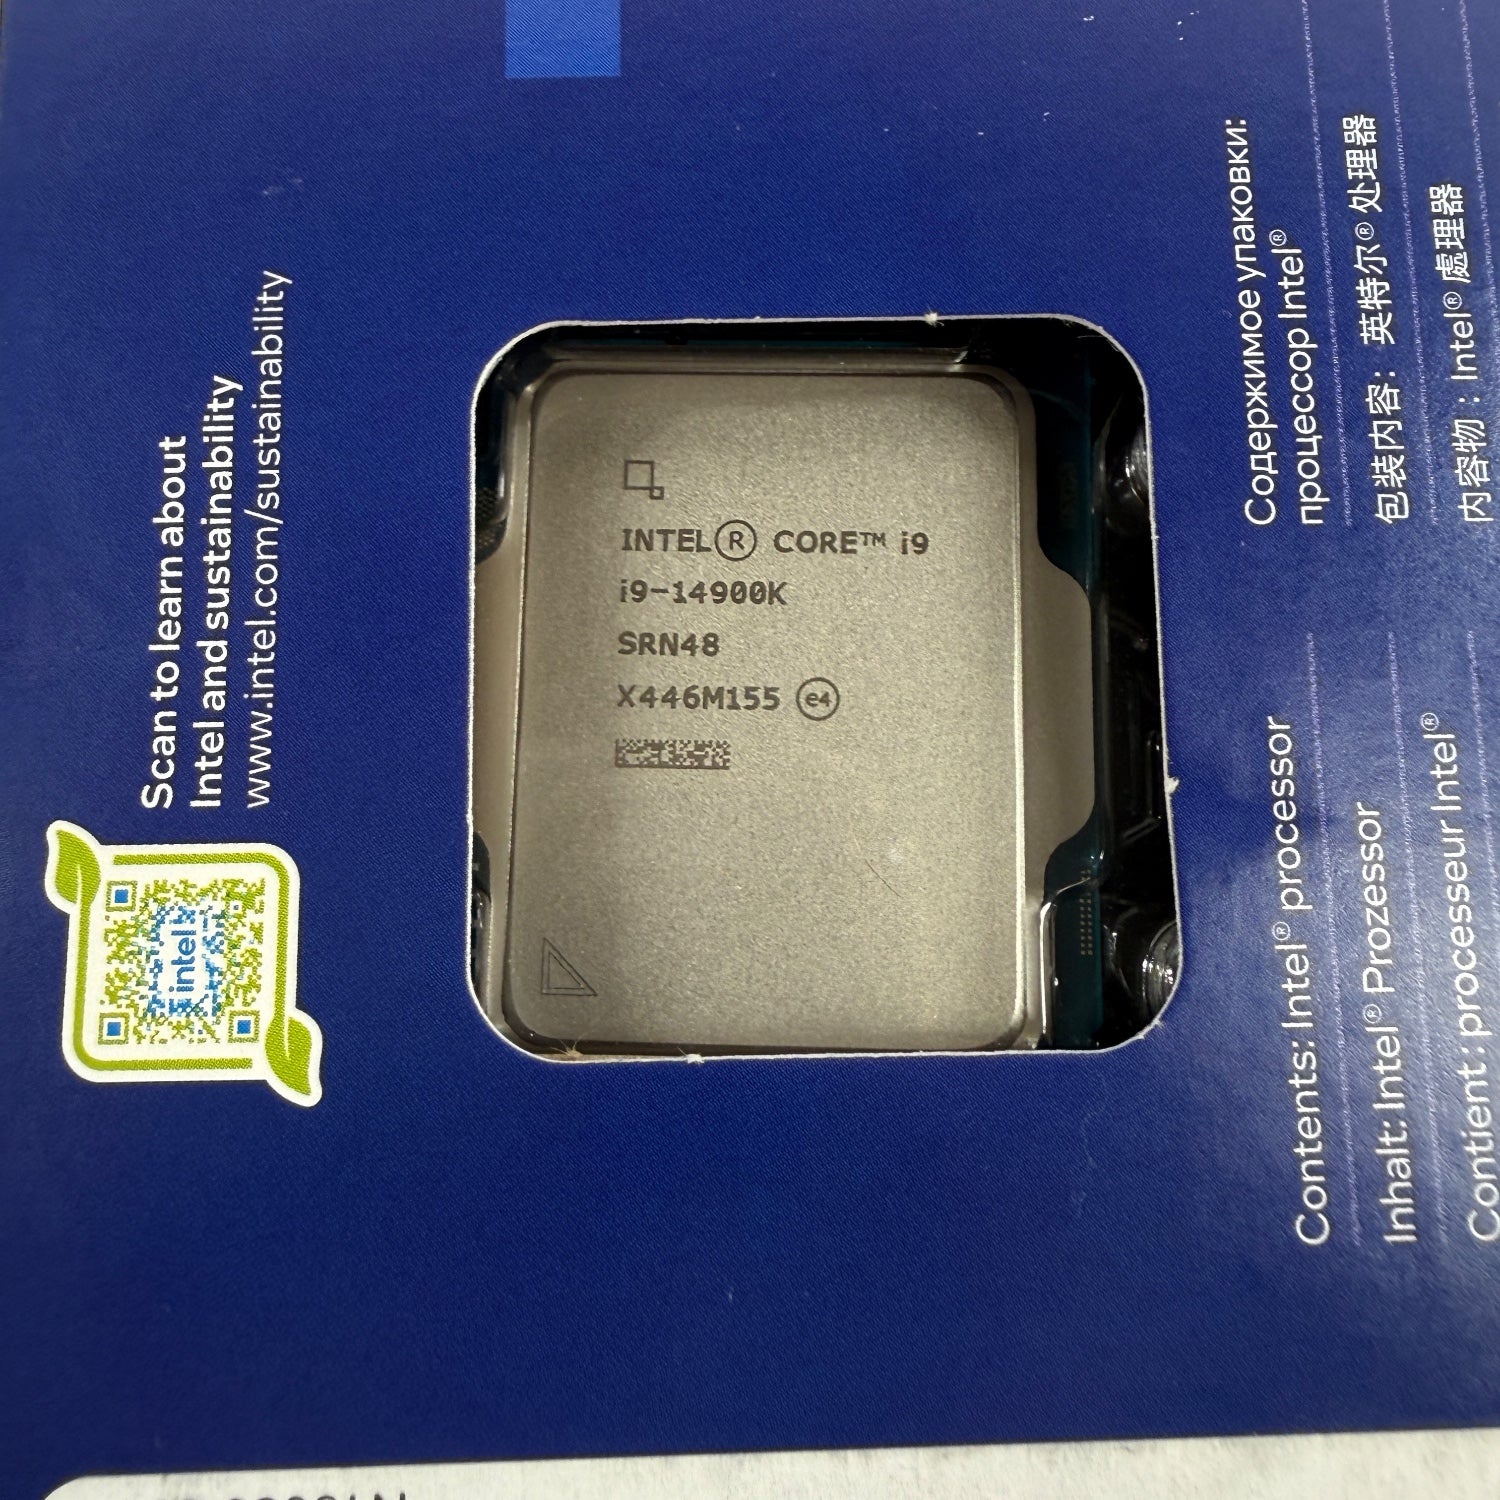 INTEL® CORE™ i9
i9-14900K
SRN48
X446M155 e4
Scan to learn about
Intel and sustainability
www.intel.com/sustainability
intel
Содержимое упаковки:
процессор Intel®
包装内容：英特尔® 处理器
內容物：Intel® 處理器
Contents: Intel® processor
Inhalt: Intel® Prozessor
Contient : processeur Intel®